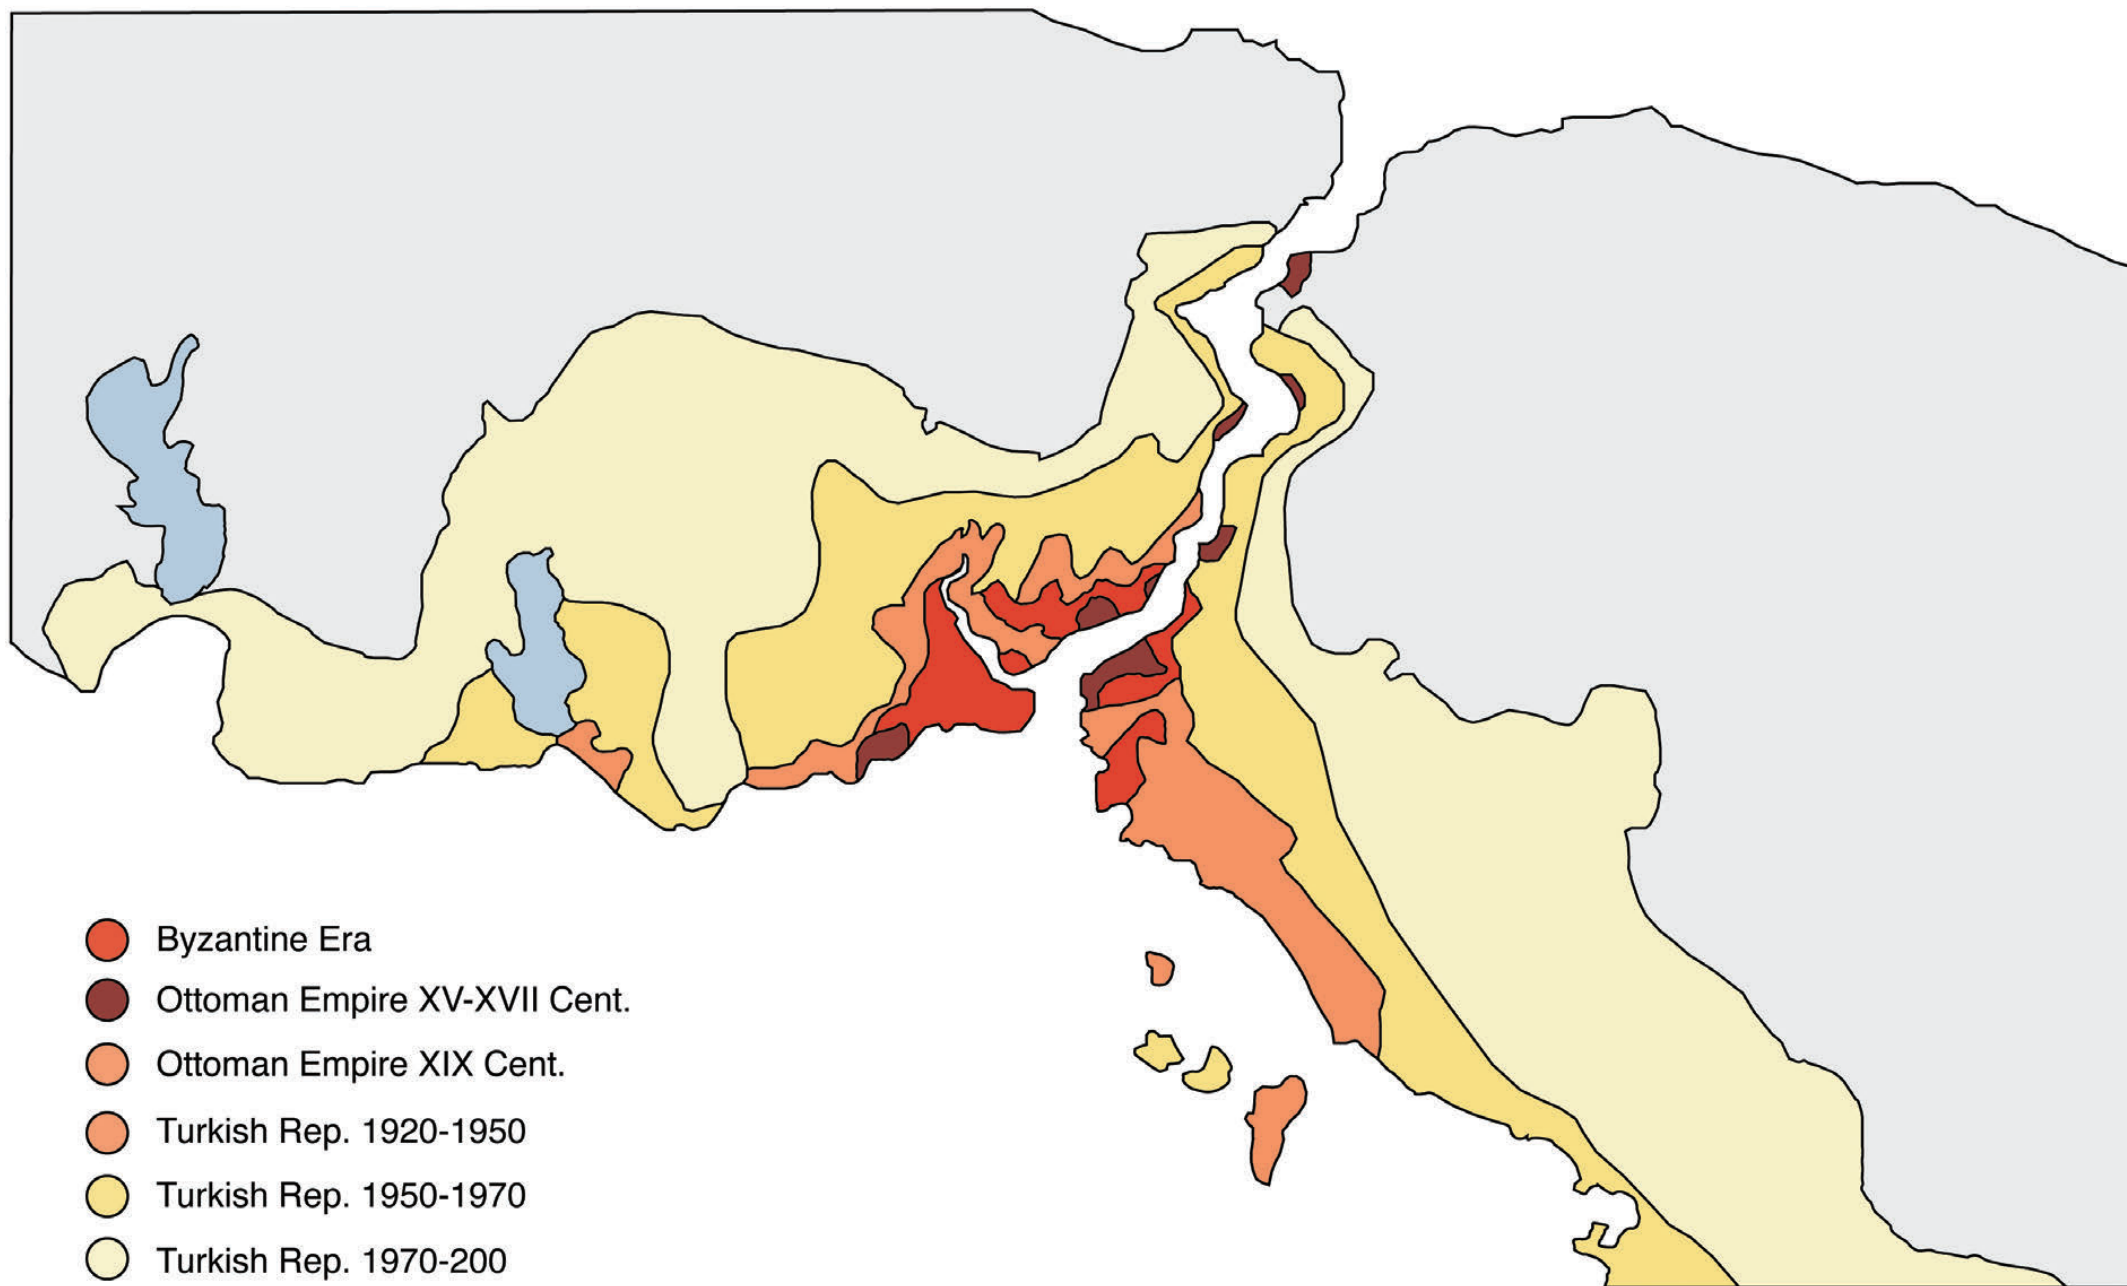 Byzantine Era
Ottoman Empire XV-XVII Cent.
Ottoman Empire XIX Cent.
Turkish Rep. 1920-1950
Turkish Rep. 1950-1970
Turkish Rep. 1970-200